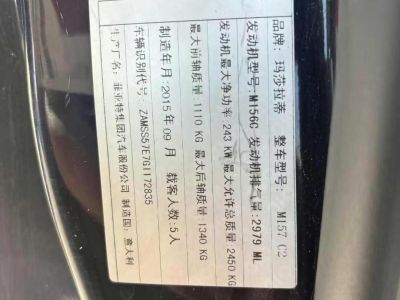 品牌: 玛莎拉蒂 整车型号: M157 C2
发动机型号:M156C 发动机排气量:2979 ML
发动机最大净功率 243 KW 最大允许总质量 2450 KG
最大前轴质量 1110 KG 最大后轴质量 1340 KG
制造年月:2015年09月 载客人数:5人
车辆识别代号: ZAMSS57E7G1172835
生产厂名: 菲亚特集团汽车股份公司 制造国: 意大利